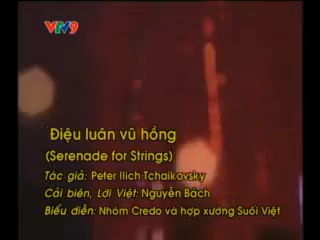 VTV9
Điệu luân vũ hồng
(Serenade for Strings)
Tác giả: Peter Ilich Tchaikovsky
Cải biên, Lời Việt: Nguyễn Bách
Biểu diễn: Nhóm Credo và hợp xướng Suối Việt